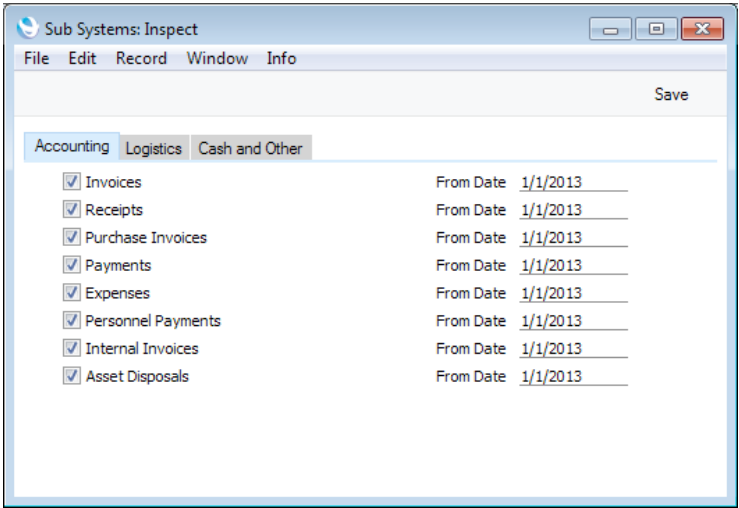 Sub Systems: Inspect
File Edit Record Window Info
Save
Accounting Logistics Cash and Other
Invoices From Date 1/1/2013
Receipts From Date 1/1/2013
Purchase Invoices From Date 1/1/2013
Payments From Date 1/1/2013
Expenses From Date 1/1/2013
Personnel Payments From Date 1/1/2013
Internal Invoices From Date 1/1/2013
Asset Disposals From Date 1/1/2013